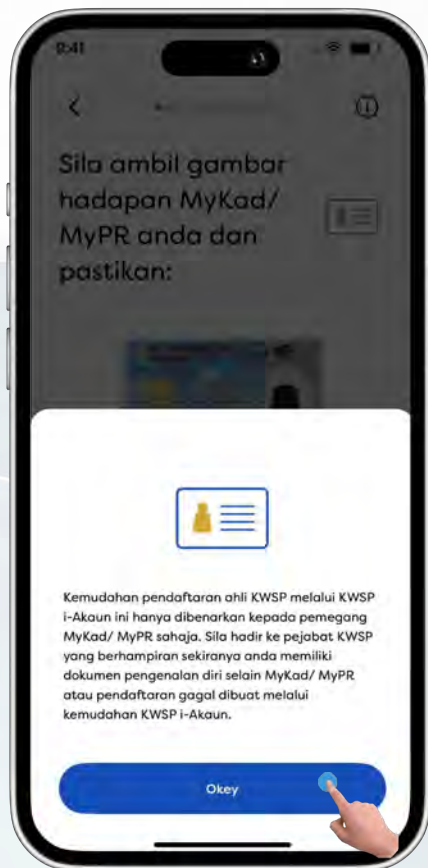 9:41
Sila ambil gambar
hadapan MyKad/
MyPR anda dan
pastikan:
Kemudahan pendaftaran ahli KWSP melalui KWSP
i-Akaun ini hanya dibenarkan kepada pemegang
MyKad/ MyPR sahaja. Sila hadir ke pejabat KWSP
yang berhampiran sekiranya anda memiliki
dokumen pengenalan diri selain MyKad/ MyPR
atau pendaftaran gagal dibuat melalui
kemudahan KWSP i-Akaun.
Okey